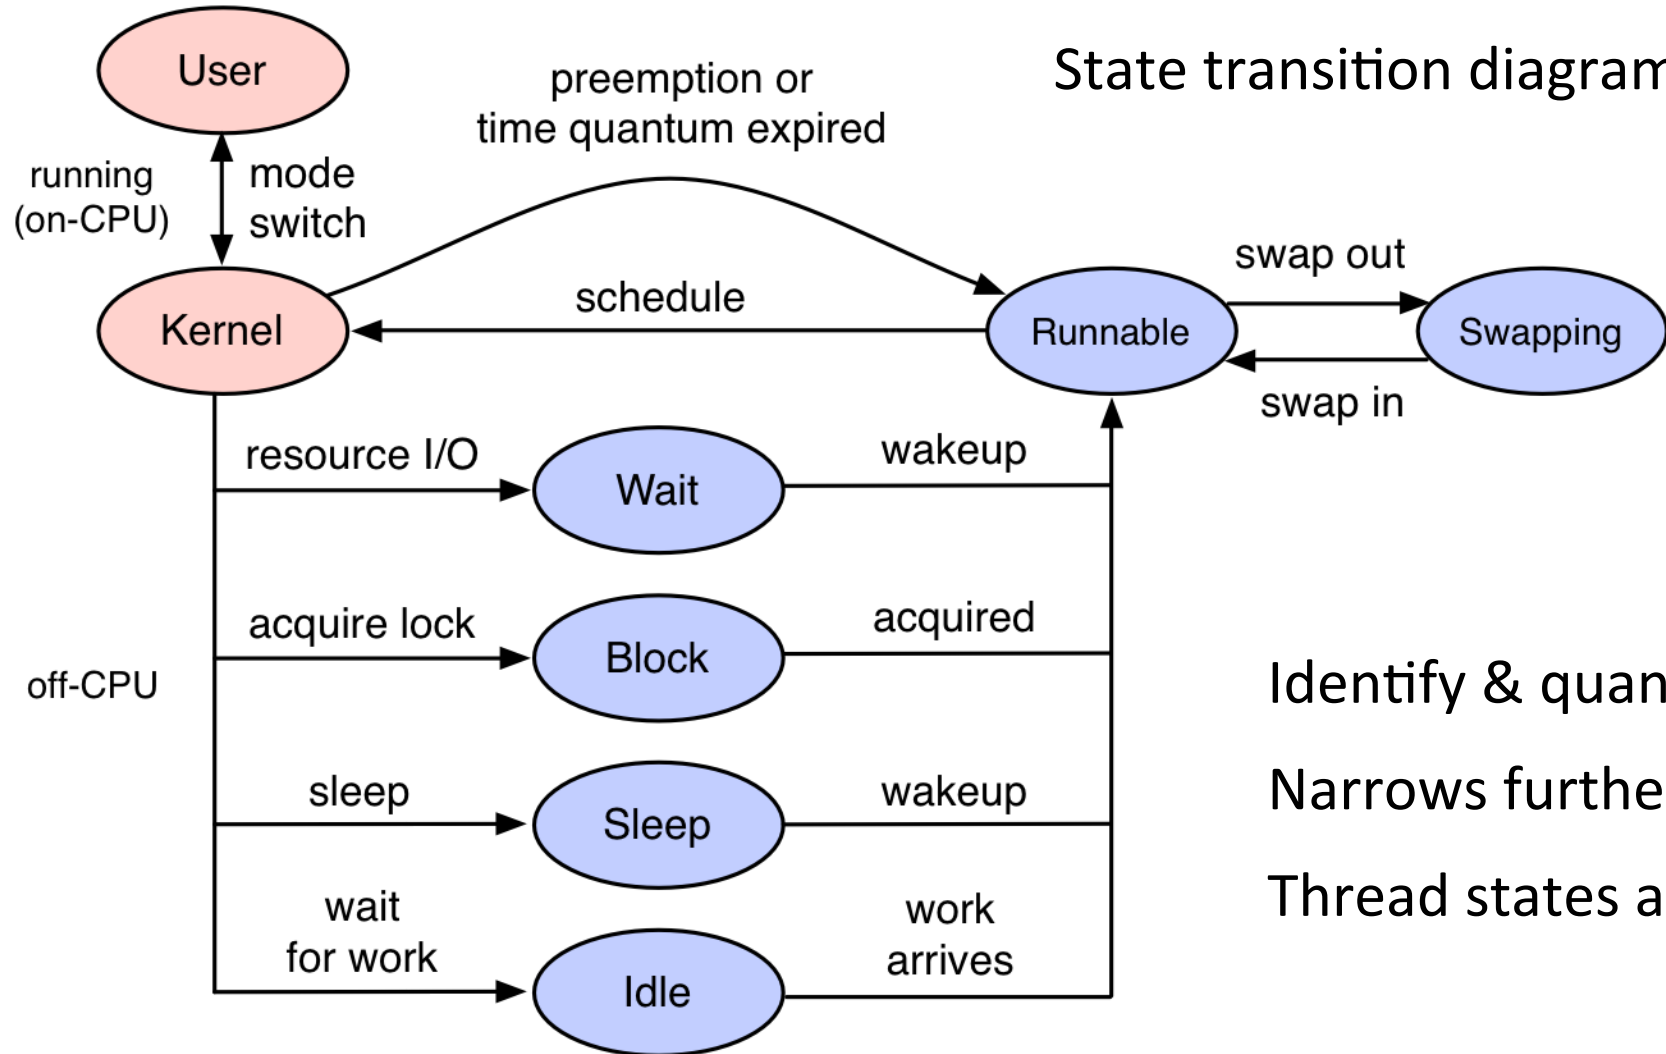 User
State transition diagram
preemption or
time quantum expired
running
(on-CPU)
mode
switch
swap out
schedule
Kernel
Runnable
Swapping
swap in
resource I/O
Wait
wakeup
acquire lock
Block
acquired
off-CPU
Identify & quan
sleep
Sleep
wakeup
Narrows furthe
wait
for work
Idle
work
arrives
Thread states a